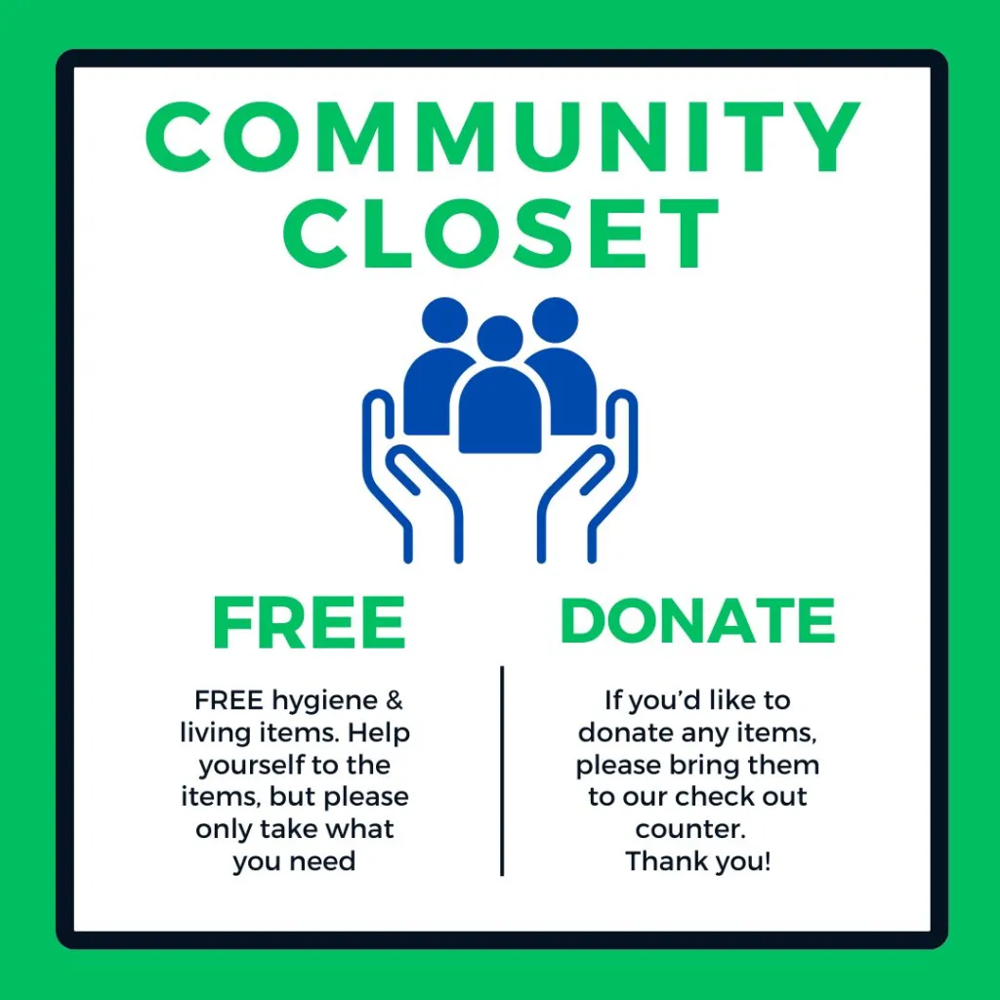 COMMUNITY
CLOSET
FREE
FREE hygiene &
living items. Help
yourself to the
items, but please
only take what
you need
DONATE
If you’d like to
donate any items,
please bring them
to our check out
counter.
Thank you!